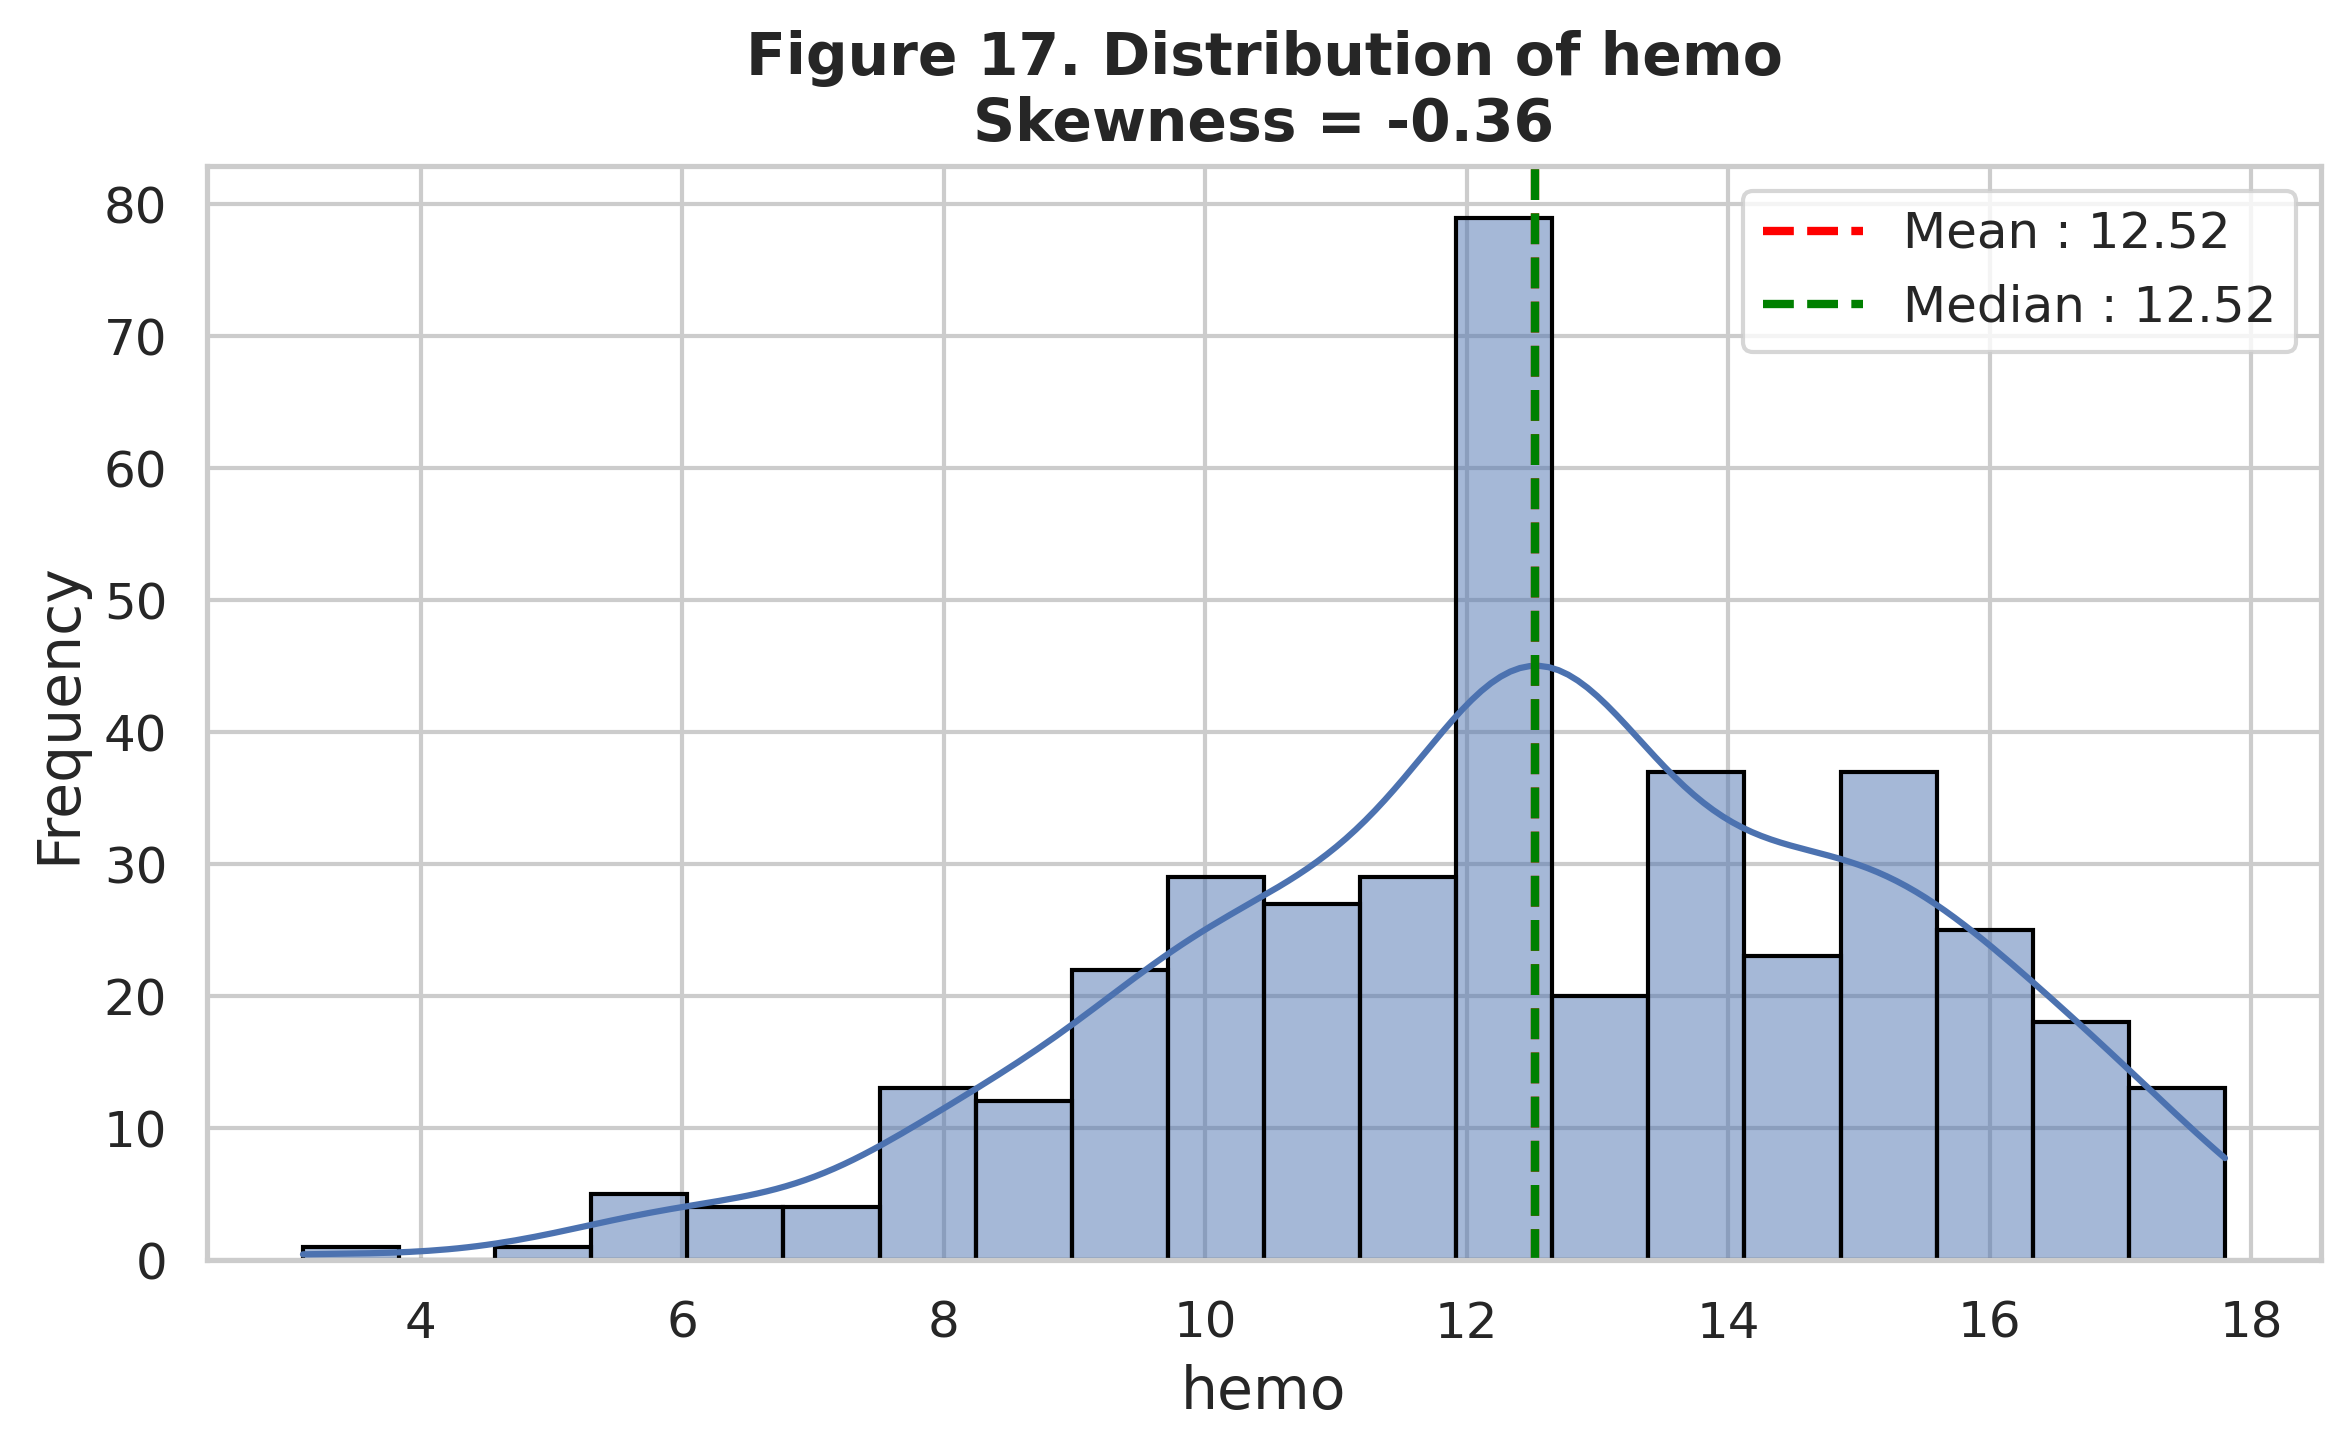 Figure 17. Distribution of hemo
Skewness = -0.36
Mean : 12.52
Median : 12.52
Frequency
80
70
60
50
40
30
20
10
0
4 6 8 10 12 14 16 18
hemo